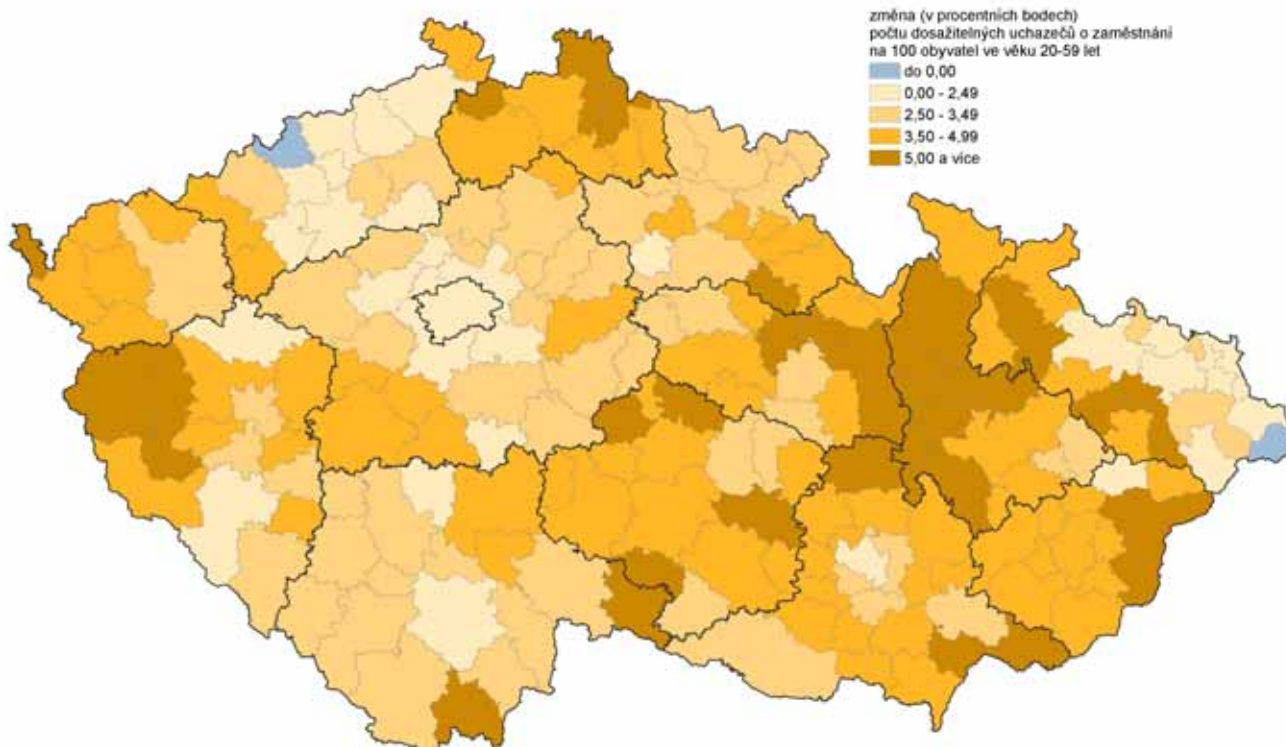 změna (v procentních bodech)
počtu dosažitelných uchazečů o zaměstnání
na 100 obyvatel ve věku 20-59 let
do 0,00
0,00 - 2,49
2,50 - 3,49
3,50 - 4,99
5,00 a více